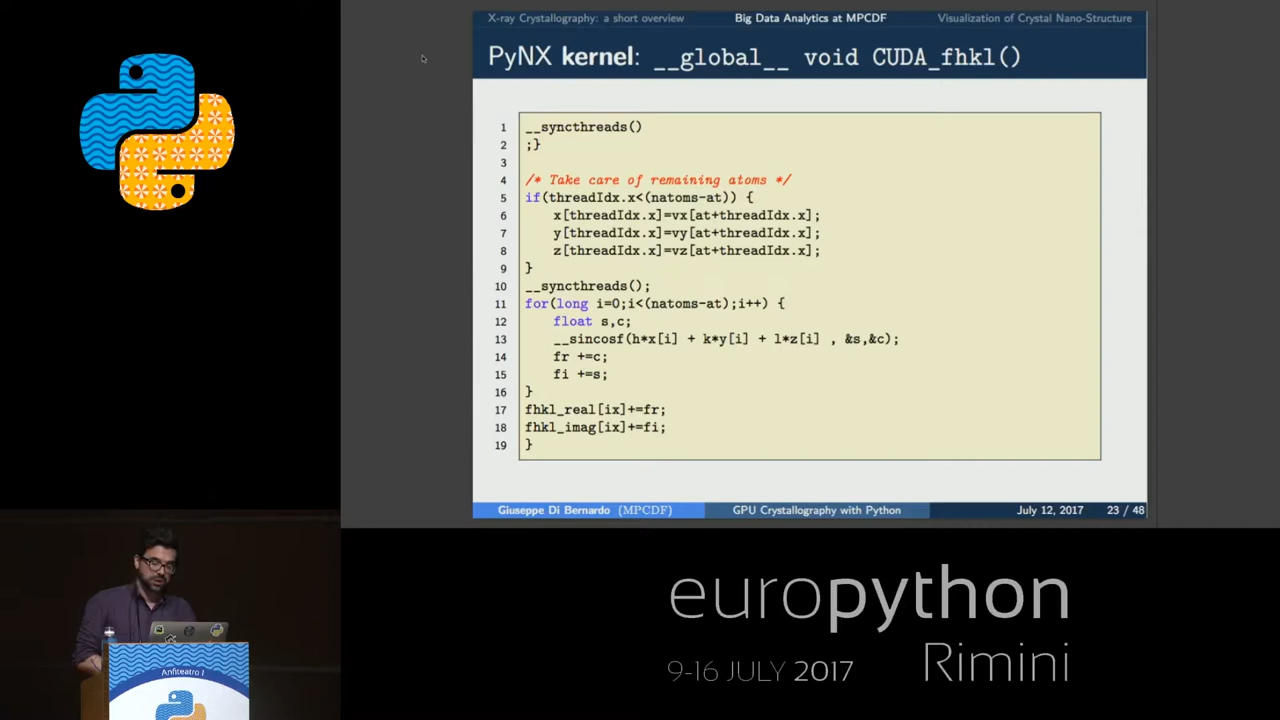 X-ray Crystallography: a short overview
Big Data Analytics at MPCDF
Visualization of Crystal Nano-Structure
PyNX kernel: __global__ void CUDA_fhkl()
1 __syncthreads()
2 ;}
3
4 /* Take care of remaining atoms */
5 if(threadIdx.x<(natoms-at)) {
6 x[threadIdx.x]=vx[at+threadIdx.x];
7 y[threadIdx.x]=vy[at+threadIdx.x];
8 z[threadIdx.x]=vz[at+threadIdx.x];
9 }
10 __syncthreads();
11 for(long i=0;i<(natoms-at);i++) {
12 float s,c;
13 __sincosf(h*x[i] + k*y[i] + l*z[i] , &s,&c);
14 fr +=c;
15 fi +=s;
16 }
17 fhkl_real[ix]+=fr;
18 fhkl_imag[ix]+=fi;
19 }
Giuseppe Di Bernardo (MPCDF)
GPU Crystallography with Python
July 12, 2017
23 / 48
Anfiteatro 1
europython
9-16 JULY 2017
Rimini